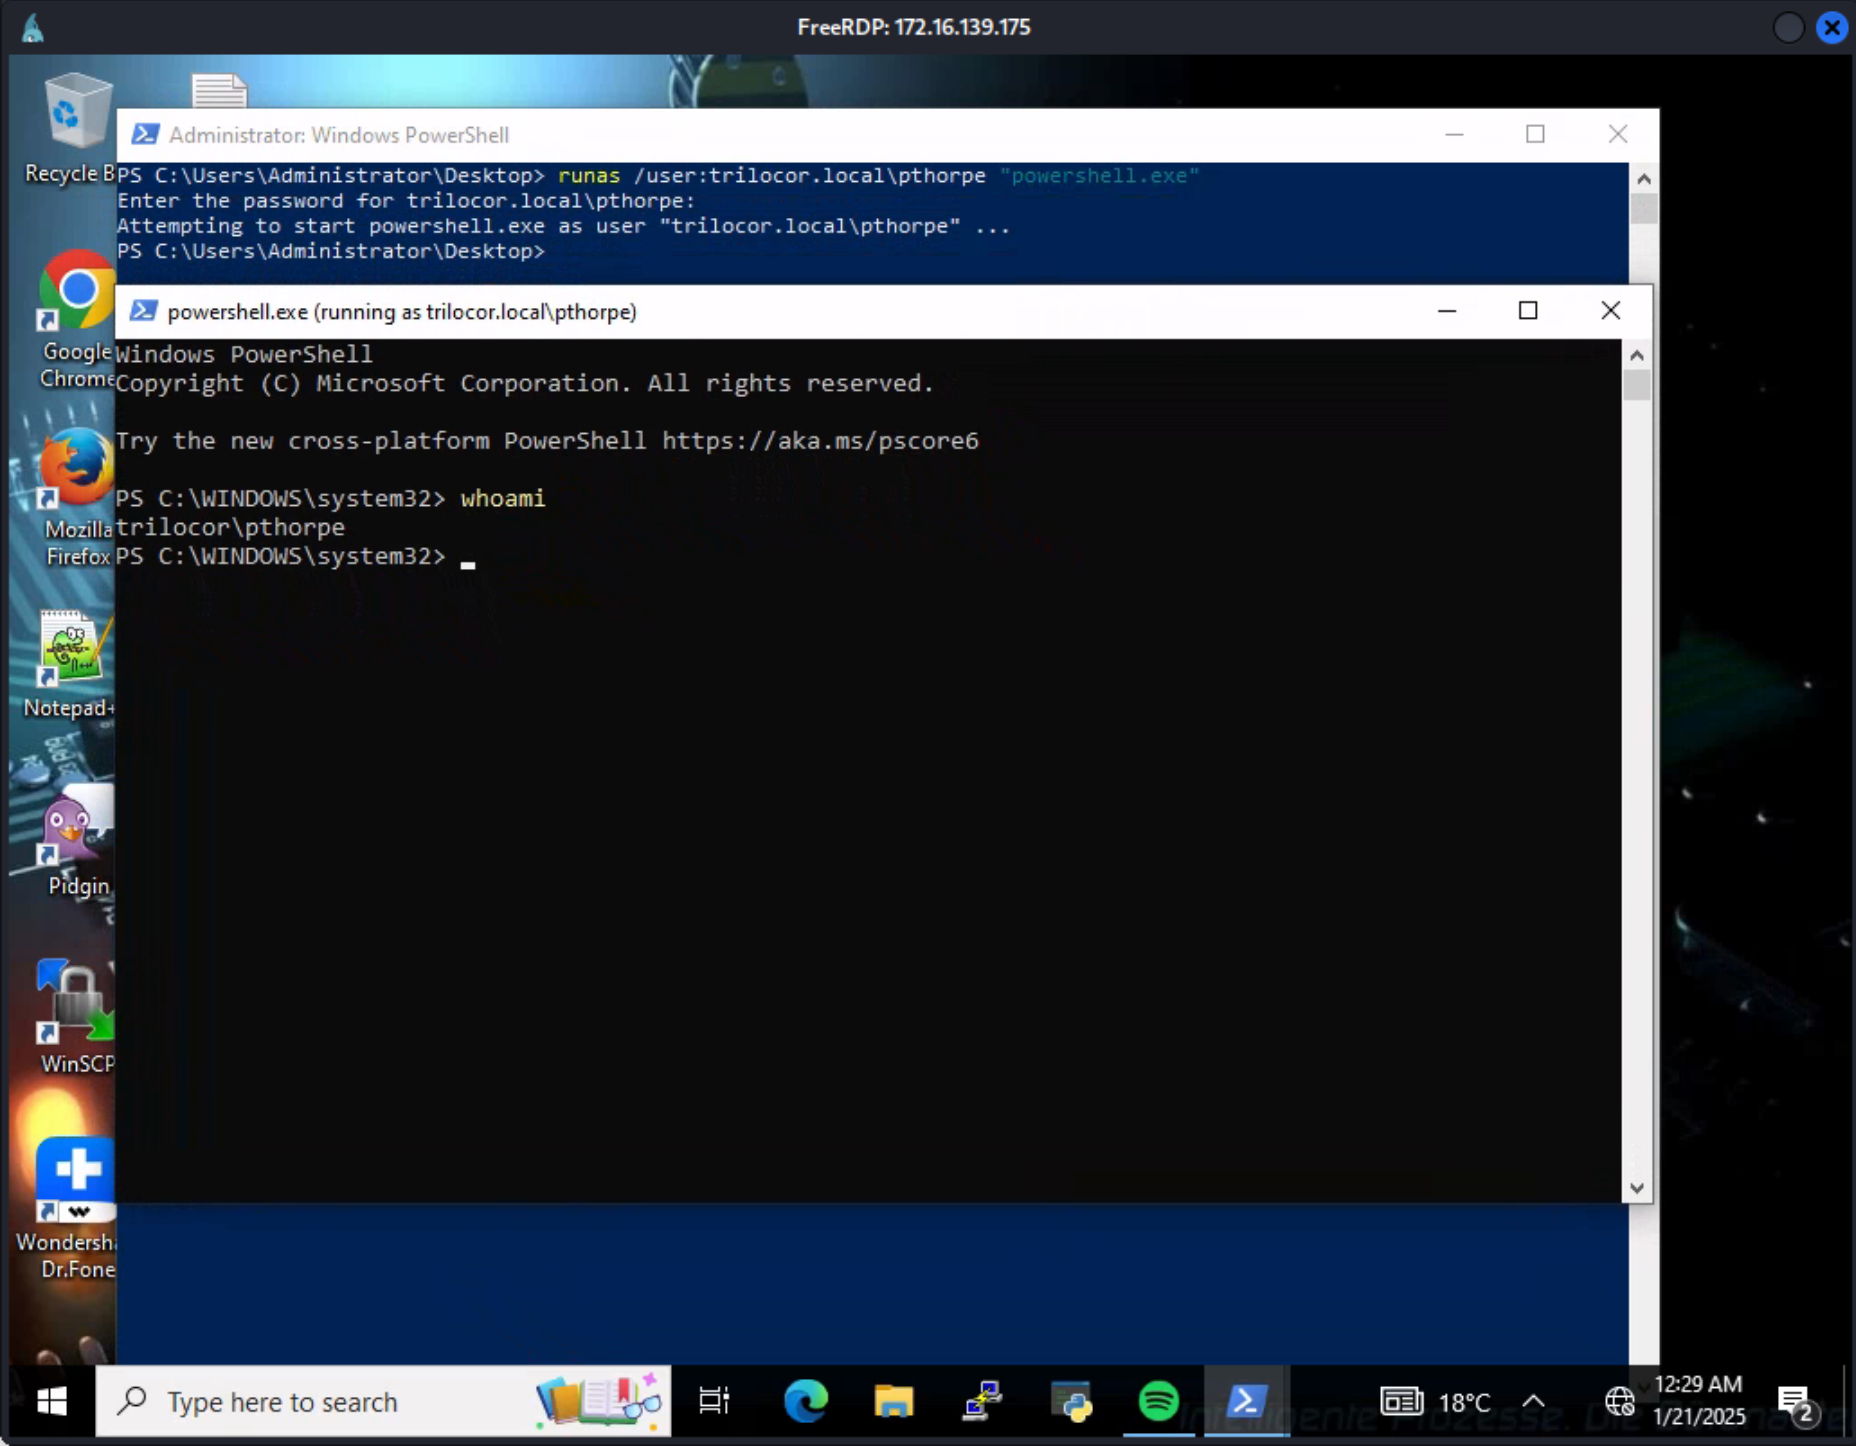 FreeRDP: 172.16.139.175
Recycle B
Administrator: Windows PowerShell
PS C:\Users\Administrator\Desktop> runas /user:trilocor.local\pthorpe "powershell.exe"
Enter the password for trilocor.local\pthorpe:
Attempting to start powershell.exe as user "trilocor.local\pthorpe" ...
PS C:\Users\Administrator\Desktop>
powershell.exe (running as trilocor.local\pthorpe)
Windows PowerShell
Copyright (C) Microsoft Corporation. All rights reserved.
Try the new cross-platform PowerShell https://aka.ms/pscore6
PS C:\WINDOWS\system32> whoami
trilocor\pthorpe
PS C:\WINDOWS\system32>
Google
Chrome
Mozilla
Firefox
Notepad+
Pidgin
WinSCP
Wondersha
Dr.Fone
Type here to search
18°C
12:29 AM
1/21/2025
2